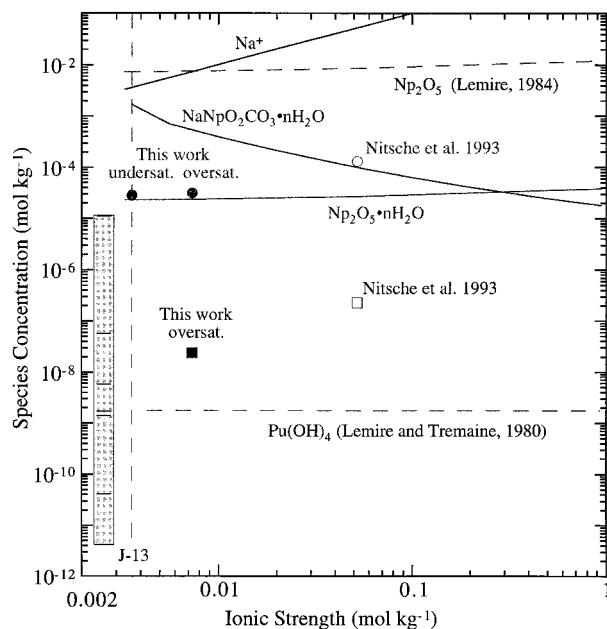 Species Concentration (mol kg⁻¹)
10⁻²
10⁻⁴
10⁻⁶
10⁻⁸
10⁻¹⁰
10⁻¹²
Na⁺
Np₂O₅ (Lemire, 1984)
NaNpO₂CO₃•nH₂O
Nitsche et al. 1993
This work
undersat. oversat.
Np₂O₅•nH₂O
Nitsche et al. 1993
This work
oversat.
Pu(OH)₄ (Lemire and Tremaine, 1980)
J-13
0.002
0.01
0.1
1
Ionic Strength (mol kg⁻¹)